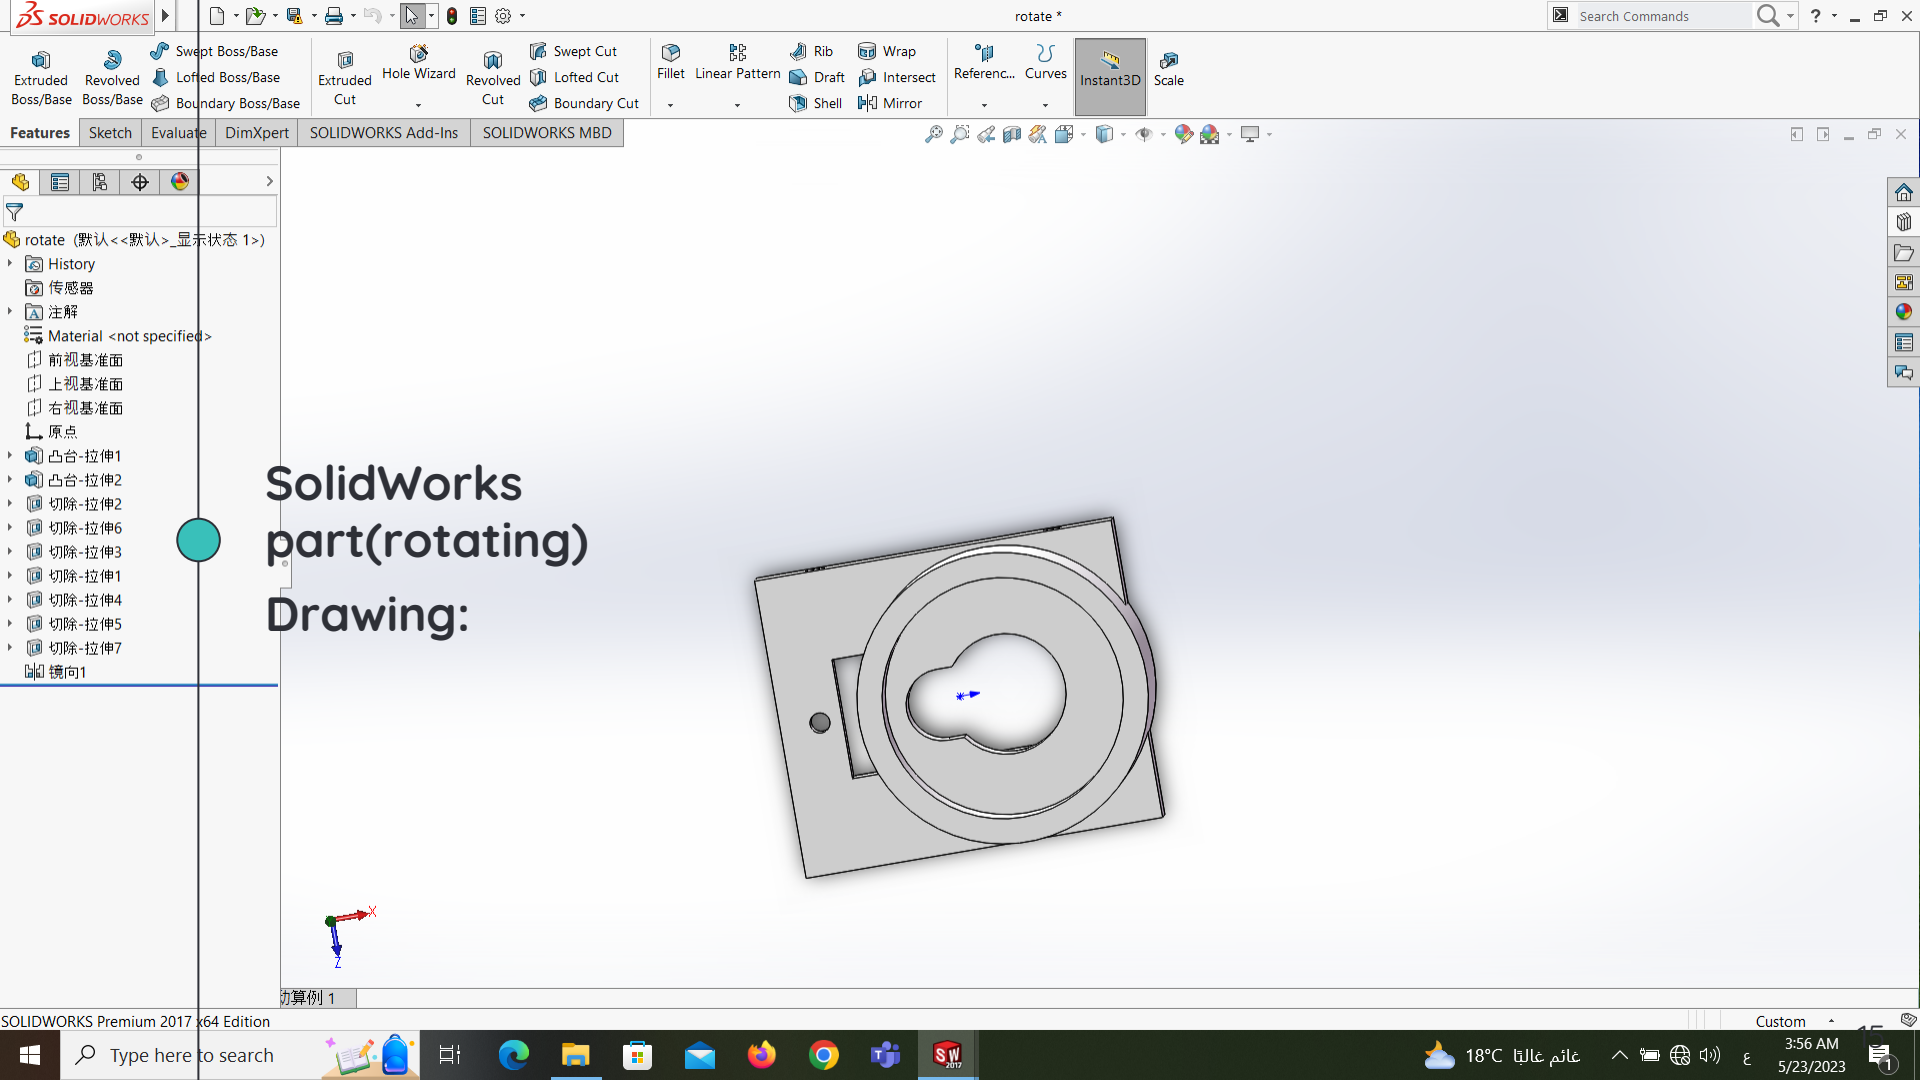 SOLIDWORKS
rotate *
Search Commands
Extruded Boss/Base
Revolved Boss/Base
Swept Boss/Base
Lofted Boss/Base
Boundary Boss/Base
Extruded Cut
Hole Wizard
Revolved Cut
Swept Cut
Lofted Cut
Boundary Cut
Fillet
Linear Pattern
Rib
Draft
Shell
Wrap
Intersect
Mirror
Referenc...
Curves
Instant3D
Scale
Features
Sketch
Evaluate
DimXpert
SOLIDWORKS Add-Ins
SOLIDWORKS MBD
rotate (默认<<默认>_显示状态 1>)
History
传感器
注解
Material <not specified>
前视基准面
上视基准面
右视基准面
原点
凸台-拉伸1
凸台-拉伸2
切除-拉伸2
切除-拉伸6
切除-拉伸3
切除-拉伸1
切除-拉伸4
切除-拉伸5
切除-拉伸7
镜向1
SolidWorks
part(rotating)
Drawing:
X
Z
算例 1
SOLIDWORKS Premium 2017 x64 Edition
Custom
15
Type here to search
SW 2017
18°C غائم غالبًا
ع
3:56 AM
5/23/2023
1